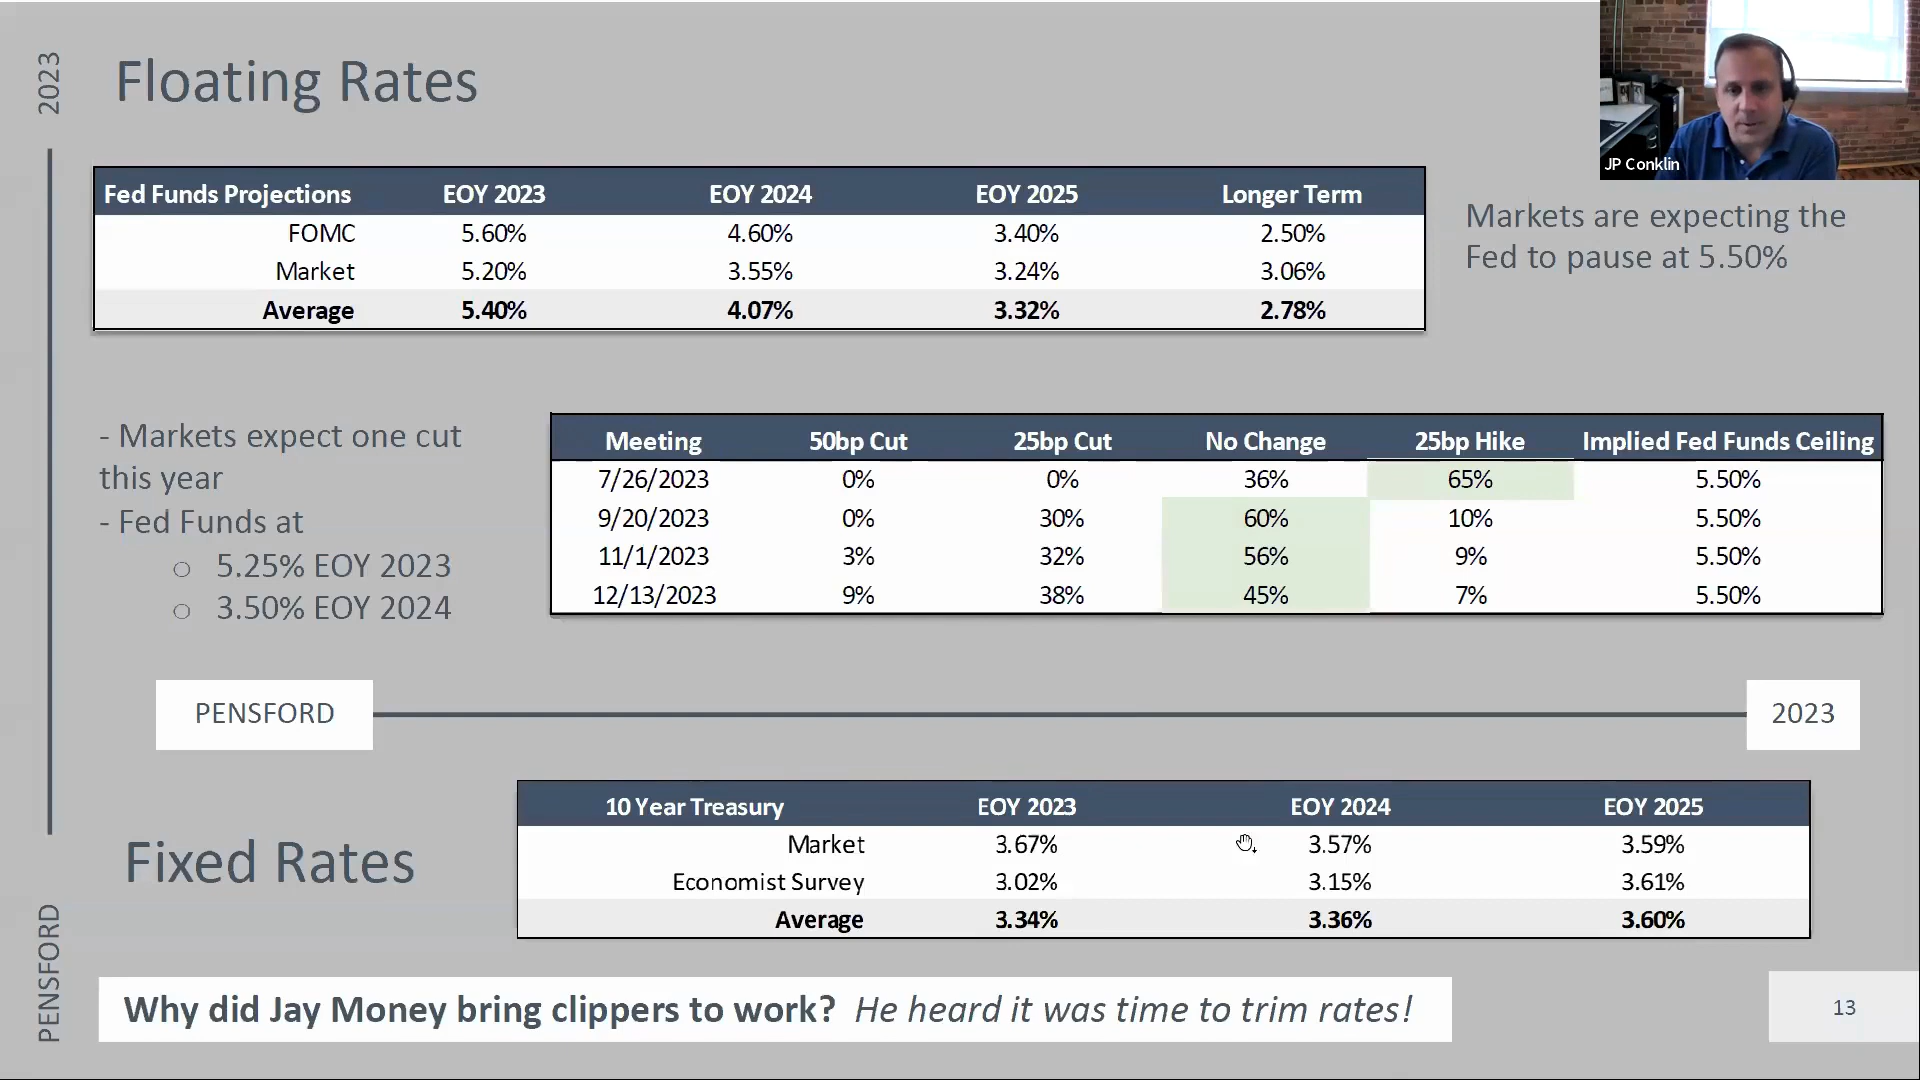 2023
Floating Rates
JP Conklin
Fed Funds Projections EOY 2023 EOY 2024 EOY 2025 Longer Term
FOMC 5.60% 4.60% 3.40% 2.50%
Market 5.20% 3.55% 3.24% 3.06%
Average 5.40% 4.07% 3.32% 2.78%
Markets are expecting the
Fed to pause at 5.50%
- Markets expect one cut
this year
- Fed Funds at
○ 5.25% EOY 2023
○ 3.50% EOY 2024
Meeting 50bp Cut 25bp Cut No Change 25bp Hike Implied Fed Funds Ceiling
7/26/2023 0% 0% 36% 65% 5.50%
9/20/2023 0% 30% 60% 10% 5.50%
11/1/2023 3% 32% 56% 9% 5.50%
12/13/2023 9% 38% 45% 7% 5.50%
PENSFORD
2023
Fixed Rates
10 Year Treasury EOY 2023 EOY 2024 EOY 2025
Market 3.67% 3.57% 3.59%
Economist Survey 3.02% 3.15% 3.61%
Average 3.34% 3.36% 3.60%
PENSFORD
Why did Jay Money bring clippers to work? He heard it was time to trim rates!
13